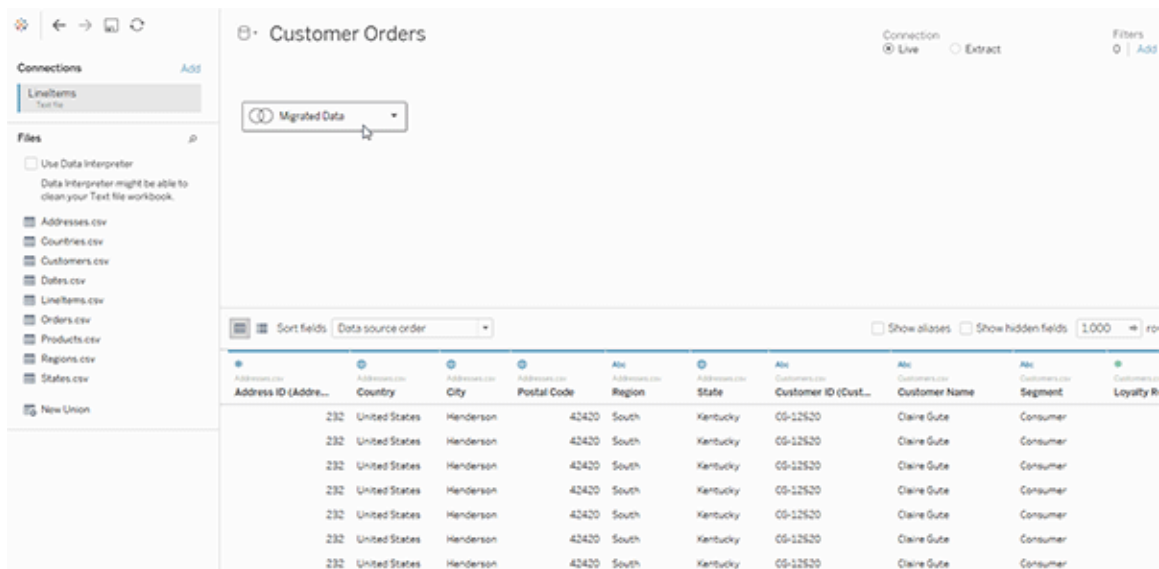 Customer Orders
Connection
Live
Extract
Filters
0 | Add
Connections
Add
LineItems
Text file
Migrated Data
Files
Use Data Interpreter
Data Interpreter might be able to
clean your Text file workbook.
Addresses.csv
Countries.csv
Customers.csv
Dates.csv
LineItems.csv
Orders.csv
Products.csv
Regions.csv
States.csv
New Union
Sort fields Data source order
Show aliases Show hidden fields 1,000 ro
Abc Abc Abc Abc
Addresses.csv Addresses.csv Addresses.csv Addresses.csv Addresses.csv Addresses.csv Customers.csv Customers.csv Customers.csv Customers.csv
Address ID (Addre... Country City Postal Code Region State Customer ID (Cust... Customer Name Segment Loyalty R
232 United States Henderson 42420 South Kentucky CG-12520 Claire Gute Consumer
232 United States Henderson 42420 South Kentucky CG-12520 Claire Gute Consumer
232 United States Henderson 42420 South Kentucky CG-12520 Claire Gute Consumer
232 United States Henderson 42420 South Kentucky CG-12520 Claire Gute Consumer
232 United States Henderson 42420 South Kentucky CG-12520 Claire Gute Consumer
232 United States Henderson 42420 South Kentucky CG-12520 Claire Gute Consumer
232 United States Henderson 42420 South Kentucky CG-12520 Claire Gute Consumer